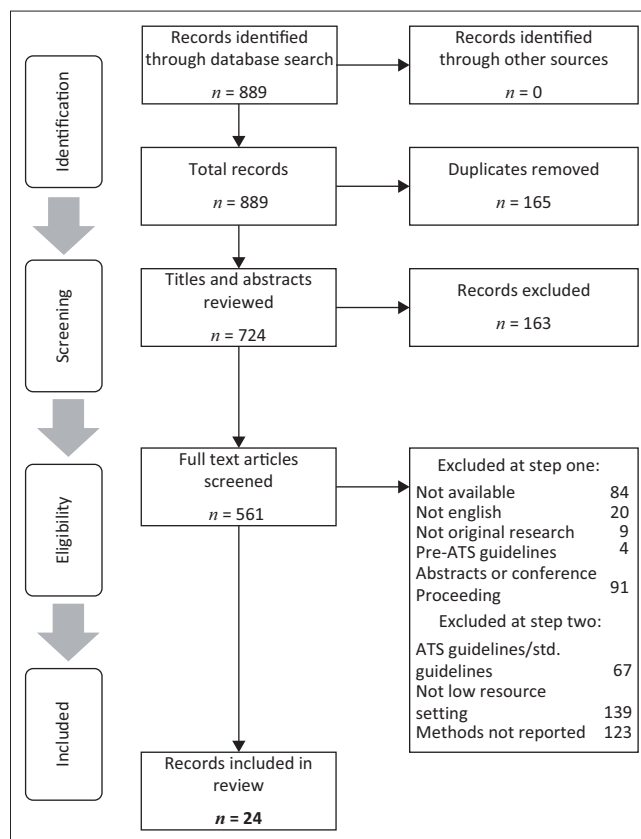 Identification
Records identified
through database search
n = 889
Records identified
through other sources
n = 0
Total records
n = 889
Duplicates removed
n = 165
Screening
Titles and abstracts
reviewed
n = 724
Records excluded
n = 163
Eligibility
Full text articles
screened
n = 561
Excluded at step one:
Not available 84
Not english 20
Not original research 9
Pre-ATS guidelines 4
Abstracts or conference
Proceeding 91
Excluded at step two:
ATS guidelines/std.
guidelines 67
Not low resource
setting 139
Methods not reported 123
Included
Records included in
review
n = 24